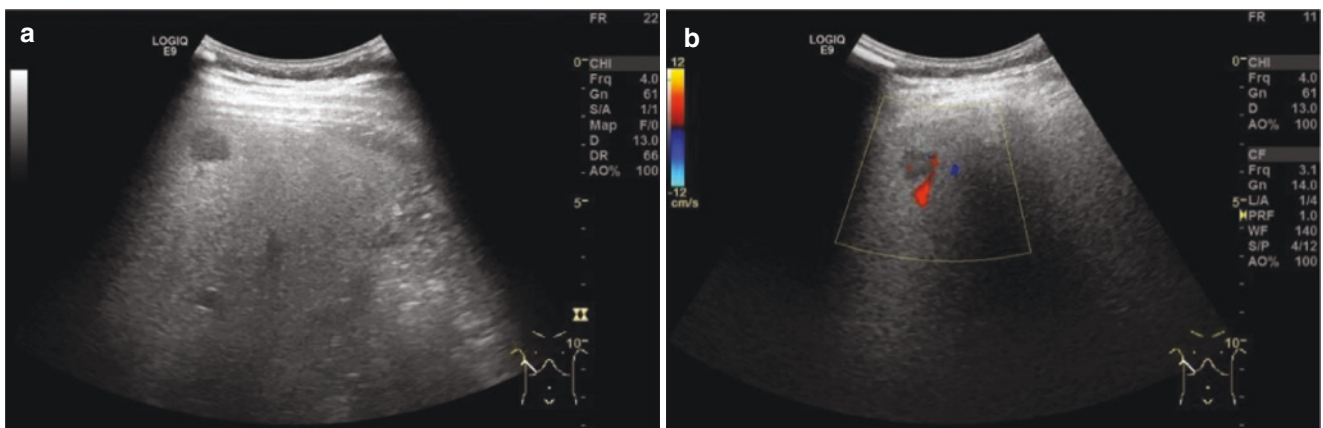 a
LOGIQ
E9
FR 22
0
CHI
Frq 4.0
Gn 61
S/A 1/1
Map F/0
D 13.0
DR 66
AO% 100
5
10
b
LOGIQ
E9
12
-12
cm/s
FR 11
0
CHI
Frq 4.0
Gn 61
D 13.0
AO% 100
CF
Frq 3.1
Gn 14.0
L/A 1/4
PRF 1.0
WF 140
S/P 4/12
AO% 100
5
10